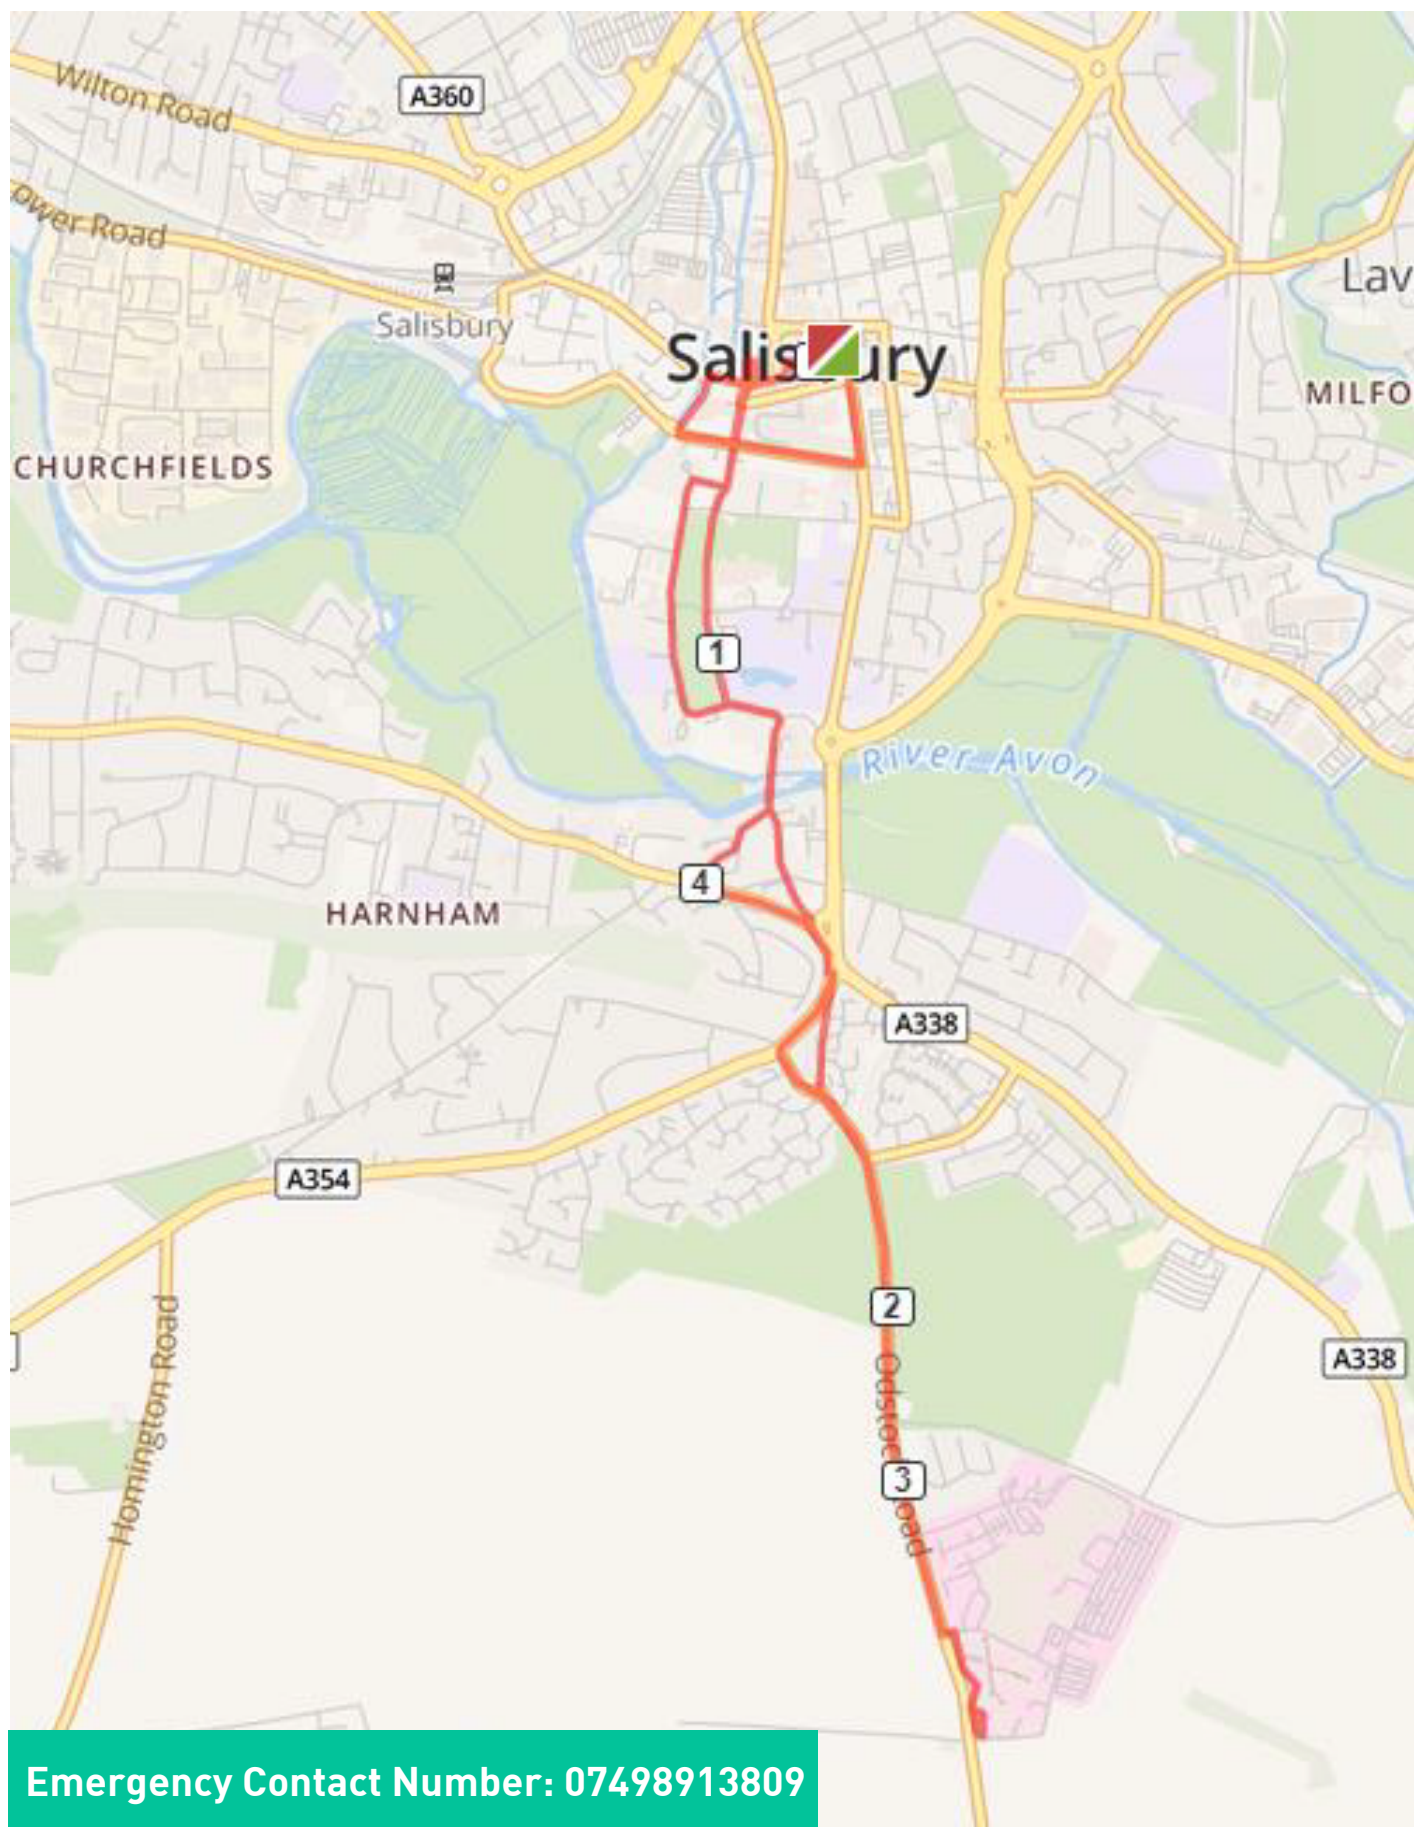 Wilton Road
A360
ower Road
Salisbury
Lav
Salisbury
MILFO
CHURCHFIELDS
1
River Avon
4
HARNHAM
A338
A354
2
Odstock Road
A338
Homington Road
3
Emergency Contact Number: 07498913809